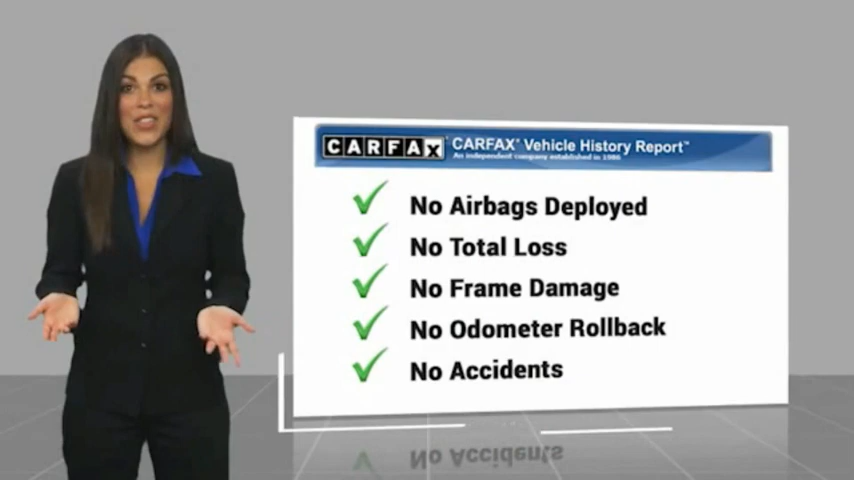 CARFAX CARFAX® Vehicle History Report™
An independent company established in 1986
No Airbags Deployed
No Total Loss
No Frame Damage
No Odometer Rollback
No Accidents
No Accidents